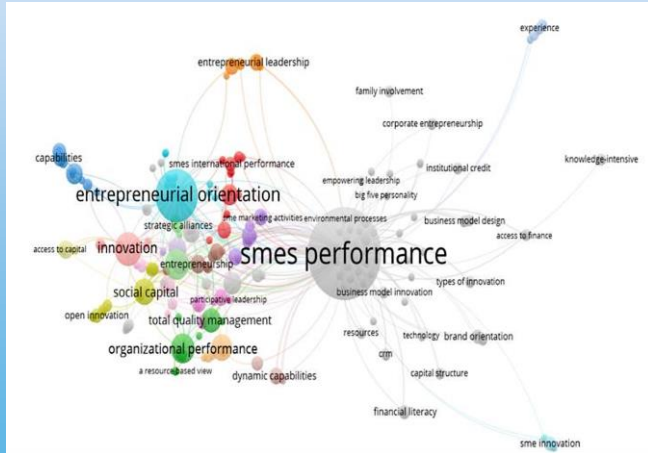 experience
entrepreneurial leadership
family involvement
corporate entrepreneurship
capabilities
smes international performance
knowledge-intensive
institutional credit
empowering leadership
big five personality
entrepreneurial orientation
sme marketing activities
environmental processes
strategic alliances
business model design
access to finance
access to capital
innovation
smes performance
entrepreneurship
types of innovation
social capital
participative leadership
business model innovation
open innovation
total quality management
resources
technology
brand orientation
organizational performance
crm
a resource-based view
dynamic capabilities
capital structure
financial literacy
sme innovation